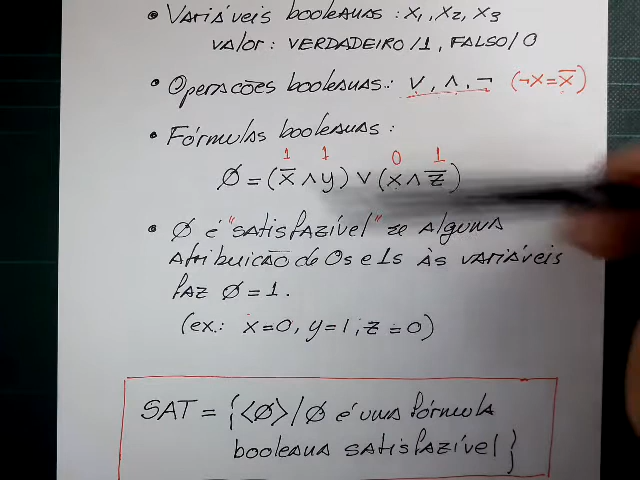 • Variáveis booleanas : x₁, x₂, x₃
valor : VERDADEIRO/1, FALSO/0
• Operações booleanas: ∨, ∧, ¬ (¬x = x̅)
• Fórmulas booleanas :
1 1 0 1
Ø = (x̅ ∧ y) ∨ (x ∧ z̅)
• Ø é "satisfazível" se alguma
atribuição de 0s e 1s às variáveis
faz Ø = 1.
(ex.: x=0, y=1, z=0)
SAT = {<Ø> / Ø é uma fórmula
booleana satisfazível}